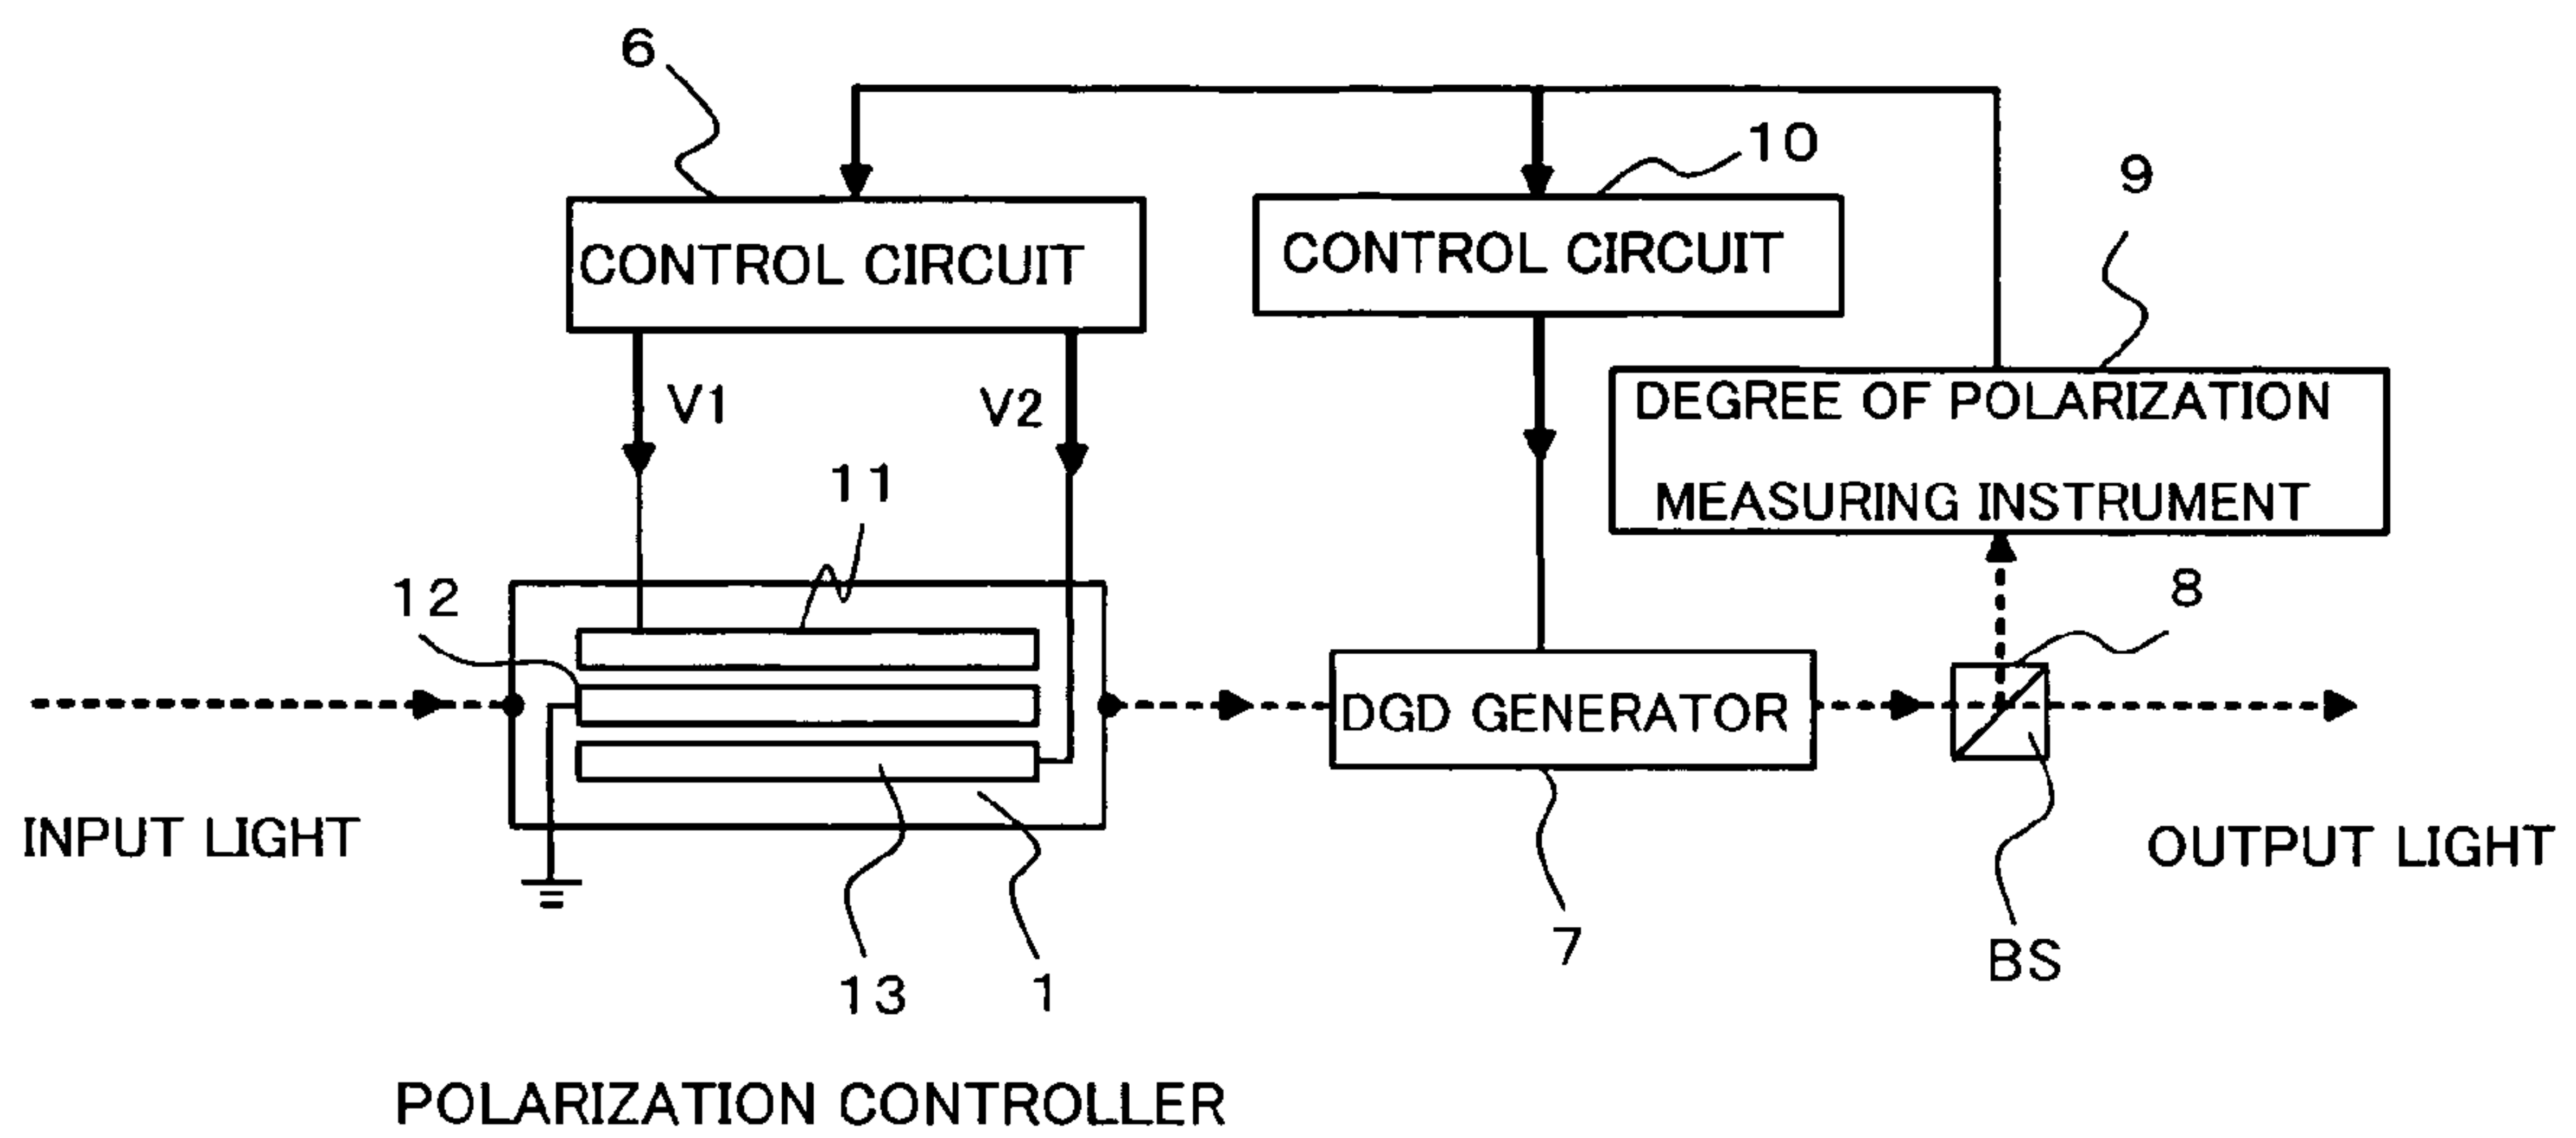 6
10
9
CONTROL CIRCUIT
CONTROL CIRCUIT
V1
V2
DEGREE OF POLARIZATION
MEASURING INSTRUMENT
11
12
8
DGD GENERATOR
INPUT LIGHT
OUTPUT LIGHT
13
1
7
BS
POLARIZATION CONTROLLER